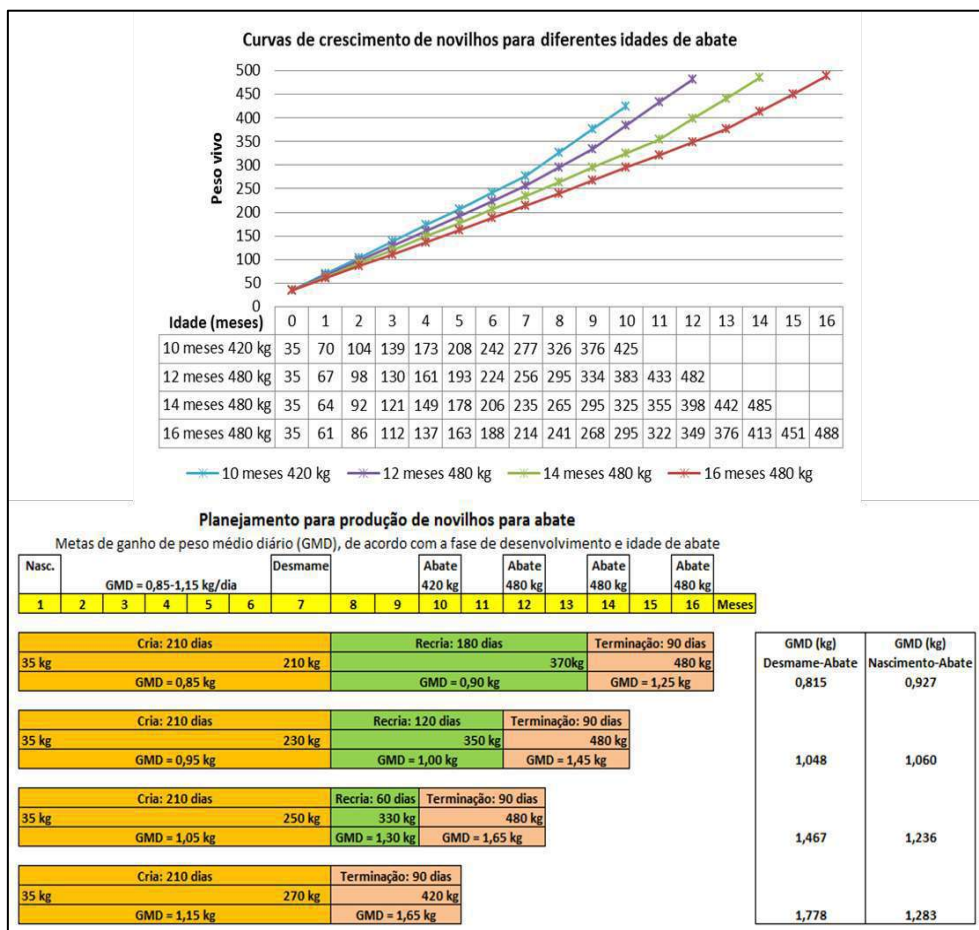 Curvas de crescimento de novilhos para diferentes idades de abate
Peso vivo
500
450
400
350
300
250
200
150
100
50
0
Idade (meses) 0 1 2 3 4 5 6 7 8 9 10 11 12 13 14 15 16
10 meses 420 kg 35 70 104 139 173 208 242 277 326 376 425
12 meses 480 kg 35 67 98 130 161 193 224 256 295 334 383 433 482
14 meses 480 kg 35 64 92 121 149 178 206 235 265 295 325 355 398 442 485
16 meses 480 kg 35 61 86 112 137 163 188 214 241 268 295 322 349 376 413 451 488
10 meses 420 kg 12 meses 480 kg 14 meses 480 kg 16 meses 480 kg
Planejamento para produção de novilhos para abate
Metas de ganho de peso médio diário (GMD), de acordo com a fase de desenvolvimento e idade de abate
Nasc. Desmame Abate Abate Abate Abate
GMD = 0,85-1,15 kg/dia 420 kg 480 kg 480 kg 480 kg
1 2 3 4 5 6 7 8 9 10 11 12 13 14 15 16 Meses
Cria: 210 dias Recria: 180 dias Terminação: 90 dias GMD (kg) GMD (kg)
35 kg 210 kg 370kg 480 kg Desmame-Abate Nascimento-Abate
GMD = 0,85 kg GMD = 0,90 kg GMD = 1,25 kg 0,815 0,927
Cria: 210 dias Recria: 120 dias Terminação: 90 dias
35 kg 230 kg 350 kg 480 kg
GMD = 0,95 kg GMD = 1,00 kg GMD = 1,45 kg 1,048 1,060
Cria: 210 dias Recria: 60 dias Terminação: 90 dias
35 kg 250 kg 330 kg 480 kg
GMD = 1,05 kg GMD = 1,30 kg GMD = 1,65 kg 1,467 1,236
Cria: 210 dias Terminação: 90 dias
35 kg 270 kg 420 kg
GMD = 1,15 kg GMD = 1,65 kg 1,778 1,283